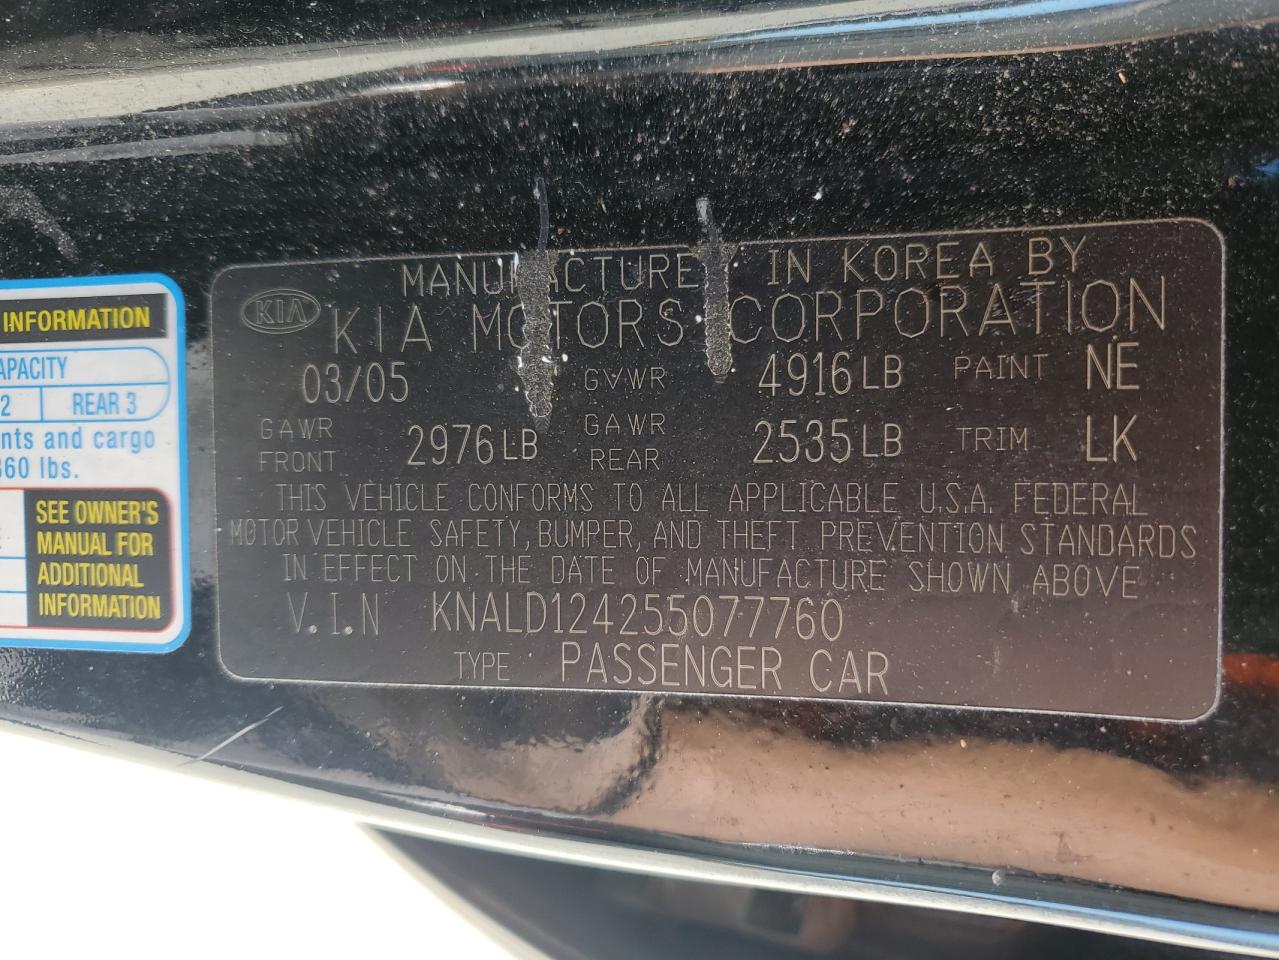 INFORMATION
APACITY
2 REAR 3
nts and cargo
360 lbs.
SEE OWNER'S
MANUAL FOR
ADDITIONAL
INFORMATION
MANUFACTURE IN KOREA BY
KIA KIA MOTORS CORPORATION
03/05 GVWR 4916LB PAINT NE
GAWR FRONT 2976LB GAWR REAR 2535LB TRIM LK
THIS VEHICLE CONFORMS TO ALL APPLICABLE U.S.A. FEDERAL
MOTOR VEHICLE SAFETY, BUMPER, AND THEFT PREVENTION STANDARDS
IN EFFECT ON THE DATE OF MANUFACTURE SHOWN ABOVE
V.I.N KNALD124255077760
TYPE PASSENGER CAR